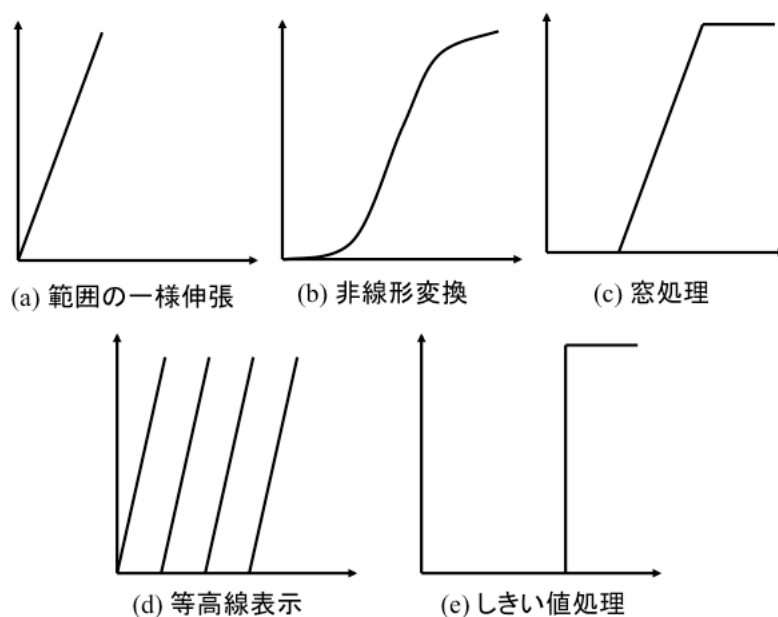 (a) 範囲の一様伸張
(b) 非線形変換
(c) 窓処理
(d) 等高線表示
(e) しきい値処理